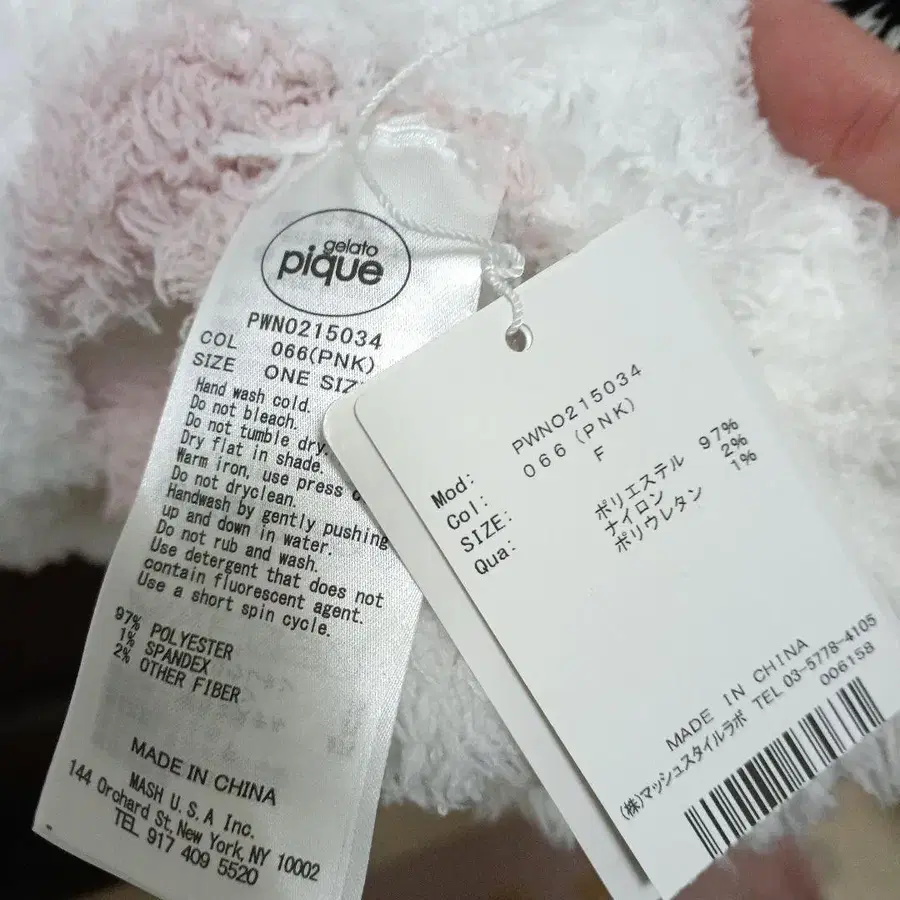 gelato
pique
PWNO215034
COL 066(PNK)
SIZE ONE
Hand wash cold.
Do not bleach.
Do not tumble dry.
Dry flat in shade.
Warm iron, use press
Do not dryclean.
Handwash by gently pushing
up and down in water.
Do not rub and wash.
Use detergent that does not
contain fluorescent agent.
Use a short spin cycle.
97% POLYESTER
1% SPANDEX
2% OTHER FIBER
MADE IN CHINA
MASH U.S.A Inc.
144 Orchard St, New York, NY 10002
TEL 917 409 5520
Mod: PWNO215034
Col: 066 (PNK)
SIZE: F
Qua: ポリエステル 97%
ナイロン 2%
ポリウレタン 1%
MADE IN CHINA
(株)マッシュスタイルラボ TEL 03-5778-4105
006158